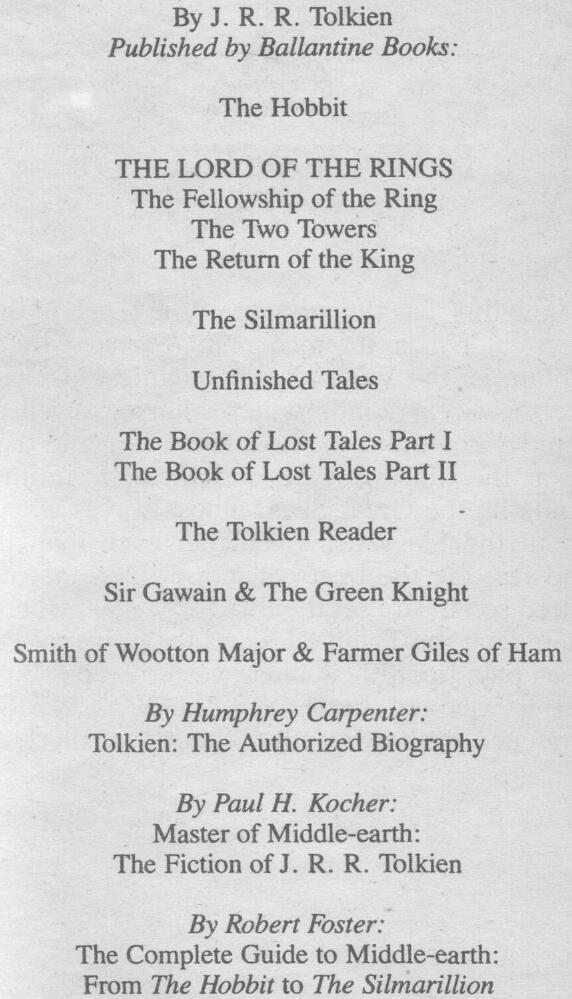 By J. R. R. Tolkien
Published by Ballantine Books:
The Hobbit
THE LORD OF THE RINGS
The Fellowship of the Ring
The Two Towers
The Return of the King
The Silmarillion
Unfinished Tales
The Book of Lost Tales Part I
The Book of Lost Tales Part II
The Tolkien Reader
Sir Gawain & The Green Knight
Smith of Wootton Major & Farmer Giles of Ham
By Humphrey Carpenter:
Tolkien: The Authorized Biography
By Paul H. Kocher:
Master of Middle-earth:
The Fiction of J. R. R. Tolkien
By Robert Foster:
The Complete Guide to Middle-earth:
From The Hobbit to The Silmarillion